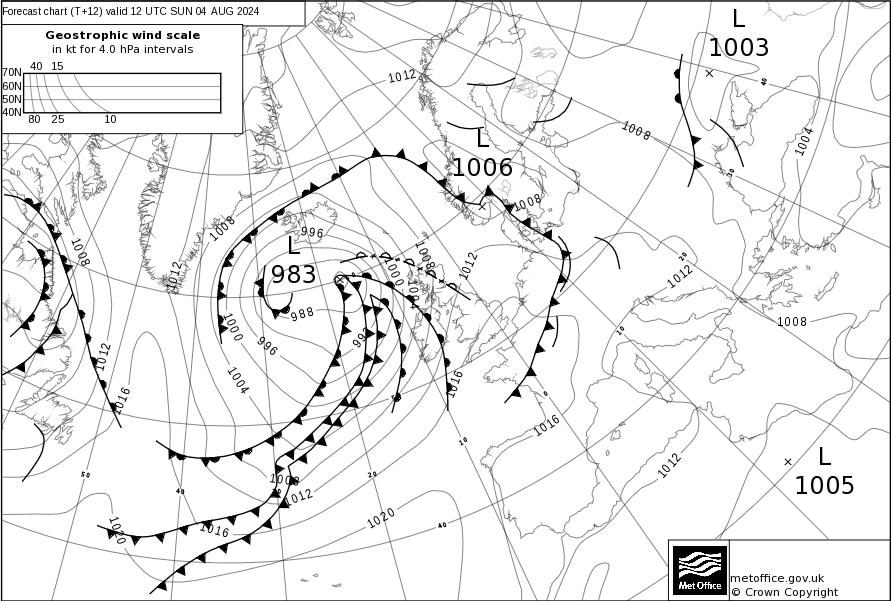 Forecast chart (T+12) valid 12 UTC SUN 04 AUG 2024
Geostrophic wind scale
in kt for 4.0 hPa intervals
40 15
70N
60N
50N
40N
80 25 10
L
1003
L
1006
L
983
L
1005
1012
1008
1004
1008
1008
996
1008
1012
1008
1012
1000
1004
1012
1008
988
1000
996
1012
1004
1016
1016
1016
1012
1008
1012
1016
1020
1020
40
30
20
10
0
10
20
40
40
50
metoffice.gov.uk
© Crown Copyright
Met Office